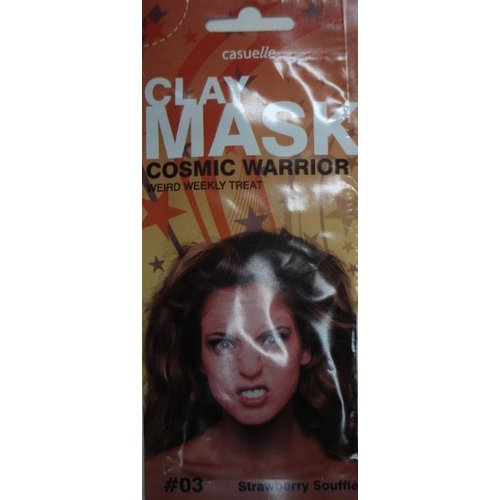 casuelle
CLAY
MASK
COSMIC WARRIOR
WEIRD WEEKLY TREAT
#03 Strawberry Souffle